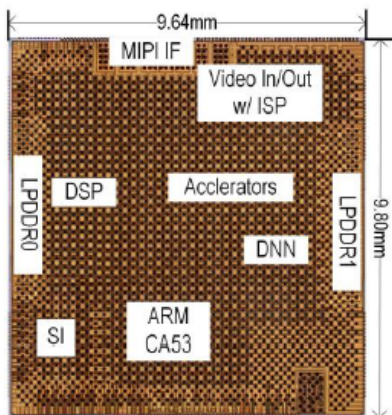 9.64mm
MIPI IF
Video In/Out
w/ ISP
LPDDR0
DSP
Acclerators
LPDDR1
9.80mm
DNN
SI
ARM
CA53